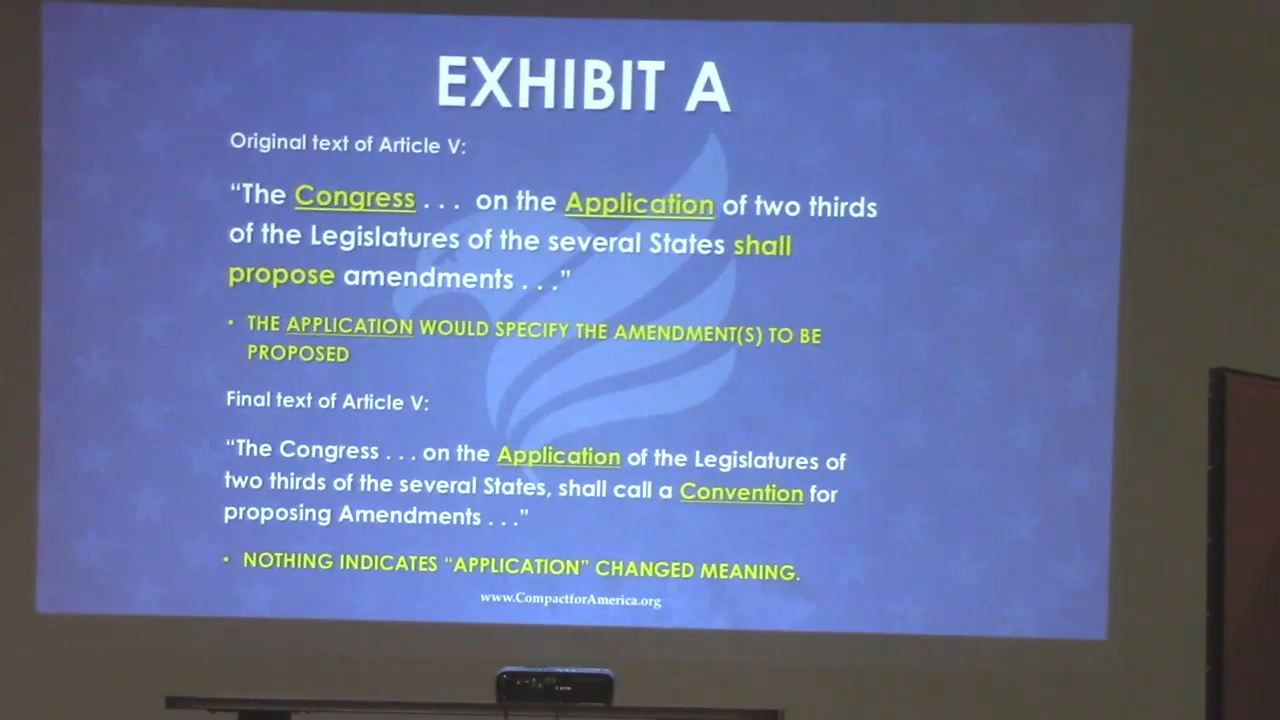 EXHIBIT A
Original text of Article V:
“The Congress . . . on the Application of two thirds
of the Legislatures of the several States shall
propose amendments . . .”
· THE APPLICATION WOULD SPECIFY THE AMENDMENT(S) TO BE
PROPOSED
Final text of Article V:
“The Congress . . . on the Application of the Legislatures of
two thirds of the several States, shall call a Convention for
proposing Amendments . . .”
· NOTHING INDICATES “APPLICATION” CHANGED MEANING.
www.CompactforAmerica.org